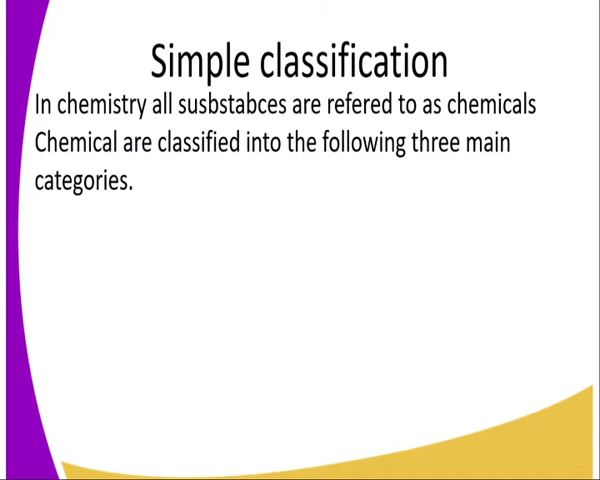 Simple classification
In chemistry all susbstabces are refered to as chemicals
Chemical are classified into the following three main
categories.